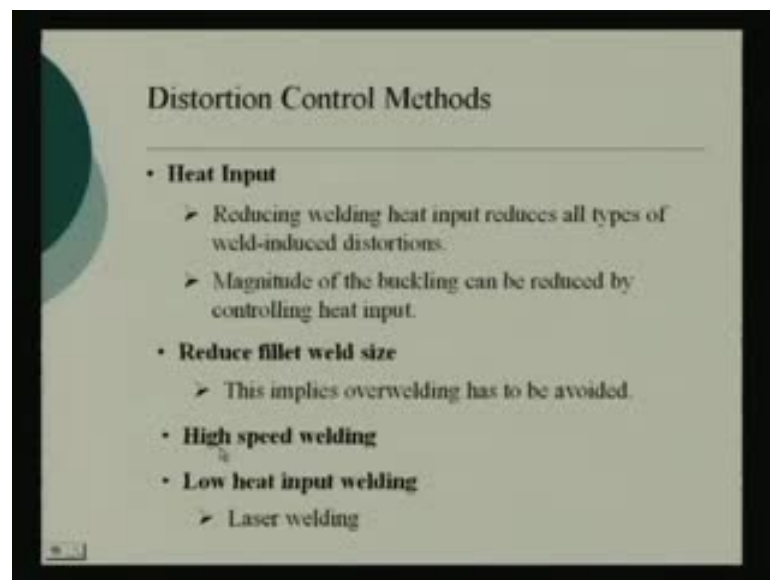 Distortion Control Methods
• Heat Input
➢ Reducing welding heat input reduces all types of
weld-induced distortions.
➢ Magnitude of the buckling can be reduced by
controlling heat input.
• Reduce fillet weld size
➢ This implies overwelding has to be avoided.
• High speed welding
• Low heat input welding
➢ Laser welding